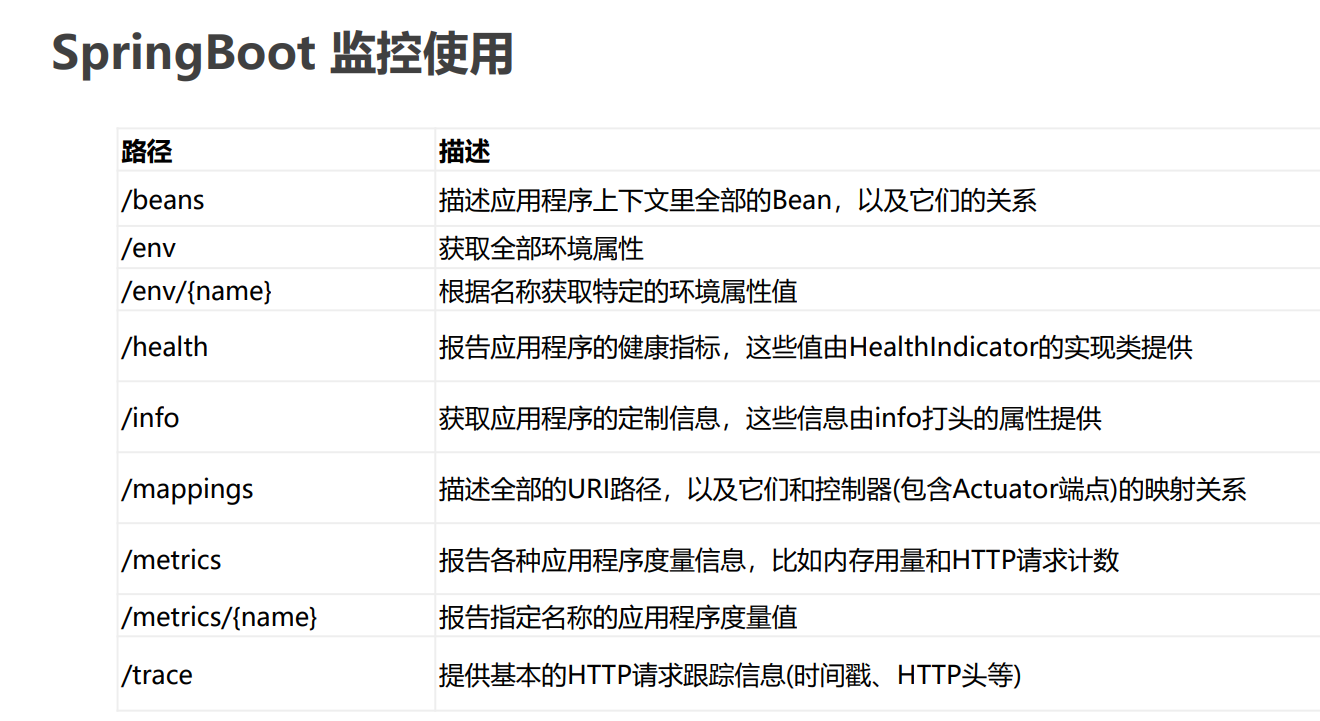 SpringBoot 监控使用
路径 描述
/beans 描述应用程序上下文里全部的Bean，以及它们的关系
/env 获取全部环境属性
/env/{name} 根据名称获取特定的环境属性值
/health 报告应用程序的健康指标，这些值由HealthIndicator的实现类提供
/info 获取应用程序的定制信息，这些信息由info打头的属性提供
/mappings 描述全部的URI路径，以及它们和控制器(包含Actuator端点)的映射关系
/metrics 报告各种应用程序度量信息，比如内存用量和HTTP请求计数
/metrics/{name} 报告指定名称的应用程序度量值
/trace 提供基本的HTTP请求跟踪信息(时间戳、HTTP头等)